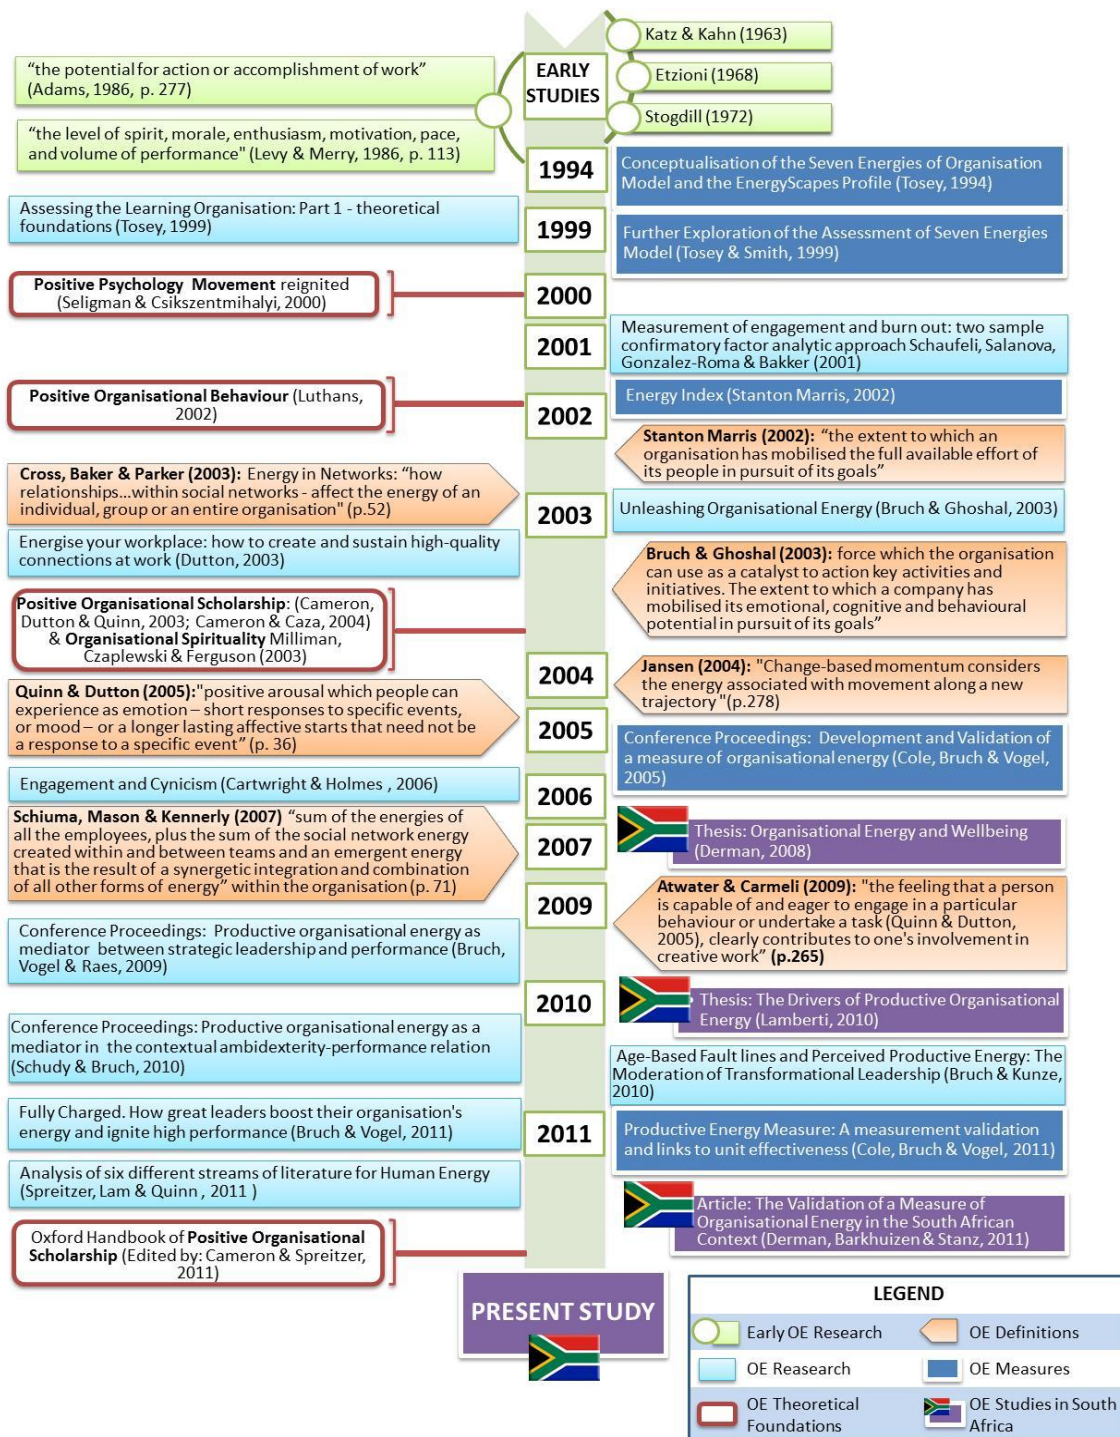 Katz & Kahn (1963)
EARLY
STUDIES
Etzioni (1968)
Stogdill (1972)
“the potential for action or accomplishment of work”
(Adams, 1986, p. 277)
“the level of spirit, morale, enthusiasm, motivation, pace,
and volume of performance" (Levy & Merry, 1986, p. 113)
1994
Conceptualisation of the Seven Energies of Organisation
Model and the EnergyScapes Profile (Tosey, 1994)
Assessing the Learning Organisation: Part 1 - theoretical
foundations (Tosey, 1999)
1999
Further Exploration of the Assessment of Seven Energies
Model (Tosey & Smith, 1999)
Positive Psychology Movement reignited
(Seligman & Csikszentmihalyi, 2000)
2000
2001
Measurement of engagement and burn out: two sample
confirmatory factor analytic approach Schaufeli, Salanova,
Gonzalez-Roma & Bakker (2001)
Positive Organisational Behaviour (Luthans,
2002)
2002
Energy Index (Stanton Marris, 2002)
Stanton Marris (2002): “the extent to which an
organisation has mobilised the full available effort of
its people in pursuit of its goals”
Cross, Baker & Parker (2003): Energy in Networks: “how
relationships...within social networks - affect the energy of an
individual, group or an entire organisation" (p.52)
2003
Unleashing Organisational Energy (Bruch & Ghoshal, 2003)
Energise your workplace: how to create and sustain high-quality
connections at work (Dutton, 2003)
Bruch & Ghoshal (2003): force which the organisation
can use as a catalyst to action key activities and
initiatives. The extent to which a company has
mobilised its emotional, cognitive and behavioural
potential in pursuit of its goals”
Positive Organisational Scholarship: (Cameron,
Dutton & Quinn, 2003; Cameron & Caza, 2004)
& Organisational Spirituality Milliman,
Czaplewski & Ferguson (2003)
2004
Jansen (2004): "Change-based momentum considers
the energy associated with movement along a new
trajectory "(p.278)
Quinn & Dutton (2005):"positive arousal which people can
experience as emotion – short responses to specific events,
or mood – or a longer lasting affective starts that need not be
a response to a specific event” (p. 36)
2005
Conference Proceedings: Development and Validation of
a measure of organisational energy (Cole, Bruch & Vogel,
2005)
Engagement and Cynicism (Cartwright & Holmes , 2006)
2006
Schiuma, Mason & Kennerly (2007) “sum of the energies of
all the employees, plus the sum of the social network energy
created within and between teams and an emergent energy
that is the result of a synergetic integration and combination
of all other forms of energy” within the organisation (p. 71)
2007
Thesis: Organisational Energy and Wellbeing
(Derman, 2008)
2009
Atwater & Carmeli (2009): "the feeling that a person
is capable of and eager to engage in a particular
behaviour or undertake a task (Quinn & Dutton,
2005), clearly contributes to one's involvement in
creative work” (p.265)
Conference Proceedings: Productive organisational energy as
mediator between strategic leadership and performance (Bruch,
Vogel & Raes, 2009)
2010
• Thesis: The Drivers of Productive Organisational
Energy (Lamberti, 2010)
Conference Proceedings: Productive organisational energy as a
mediator in the contextual ambidexterity-performance relation
(Schudy & Bruch, 2010)
Age-Based Fault lines and Perceived Productive Energy: The
Moderation of Transformational Leadership (Bruch & Kunze,
2010)
Fully Charged. How great leaders boost their organisation's
energy and ignite high performance (Bruch & Vogel, 2011)
2011
Productive Energy Measure: A measurement validation
and links to unit effectiveness (Cole, Bruch & Vogel, 2011)
Analysis of six different streams of literature for Human Energy
(Spreitzer, Lam & Quinn , 2011 )
Article: The Validation of a Measure of
Organisational Energy in the South African
Context (Derman, Barkhuizen & Stanz, 2011)
Oxford Handbook of Positive Organisational
Scholarship (Edited by: Cameron & Spreitzer,
2011)
PRESENT STUDY
LEGEND
Early OE Research
OE Definitions
OE Reasearch
OE Measures
OE Theoretical
Foundations
OE Studies in South
Africa